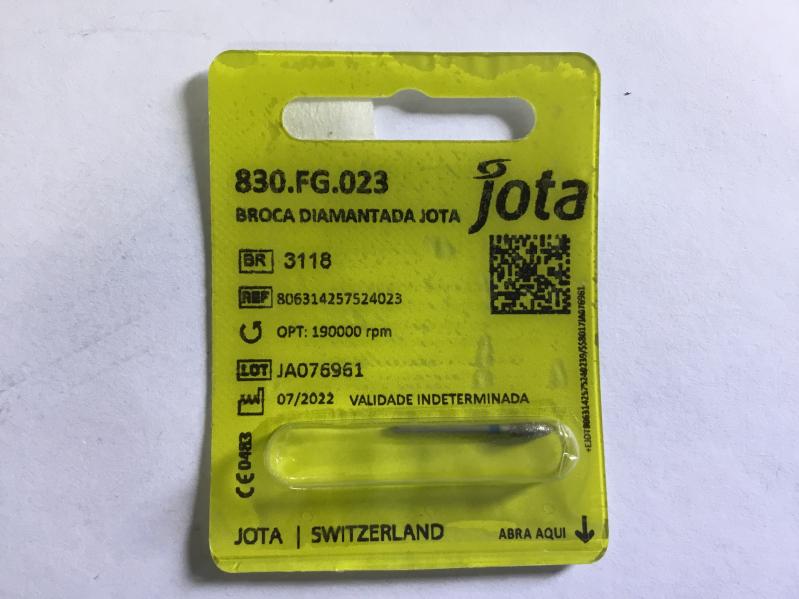 830.FG.023
jota
BROCA DIAMANTADA JOTA
BR 3118
REF 806314257524023
OPT: 190000 rpm
LOT JA076961
07/2022 VALIDADE INDETERMINADA
CE 0483
JOTA | SWITZERLAND
ABRA AQUI